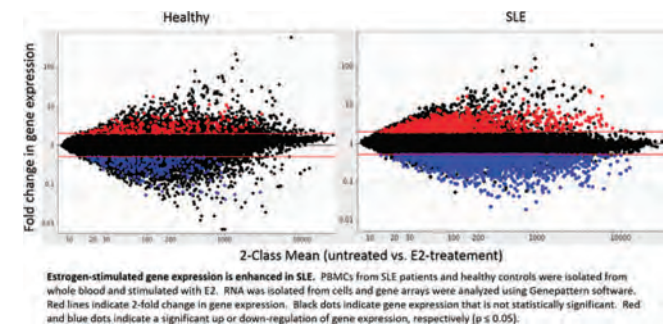 Healthy
SLE
Fold change in gene expression
100
10
1
0.1
0.01
100
10
1
0.1
0.01
10 20 30 100 200 1000 10000
10 20 30 100 200 1000 10000
2-Class Mean (untreated vs. E2-treatement)
Estrogen-stimulated gene expression is enhanced in SLE. PBMCs from SLE patients and healthy controls were isolated from
whole blood and stimulated with E2. RNA was isolated from cells and gene arrays were analyzed using Genepattern software.
Red lines indicate 2-fold change in gene expression. Black dots indicate gene expression that is not statistically significant. Red
and blue dots indicate a significant up or down-regulation of gene expression, respectively (p ≤ 0.05).